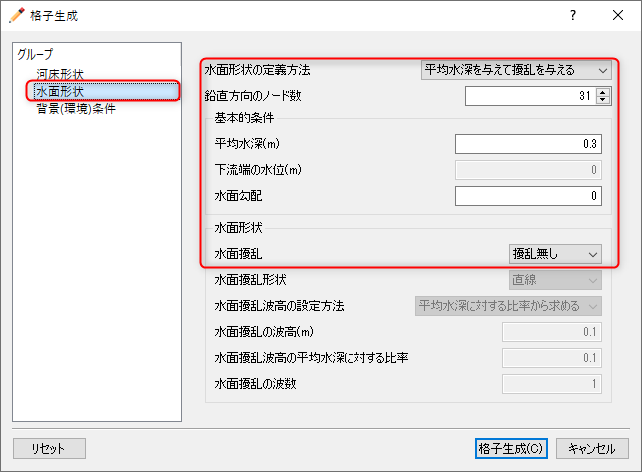 格子生成
?
グループ
河床形状
水面形状
背景(環境)条件
水面形状の定義方法 平均水深を与えて擾乱を与える
鉛直方向のノード数 31
基本的条件
平均水深(m) 0.3
下流端の水位(m) 0
水面勾配 0
水面形状
水面擾乱 擾乱無し
水面擾乱形状 直線
水面擾乱波高の設定方法 平均水深に対する比率から求める
水面擾乱の波高(m) 0.1
水面擾乱波高の平均水深に対する比率 0.1
水面擾乱の波数 1
リセット 格子生成(C) キャンセル